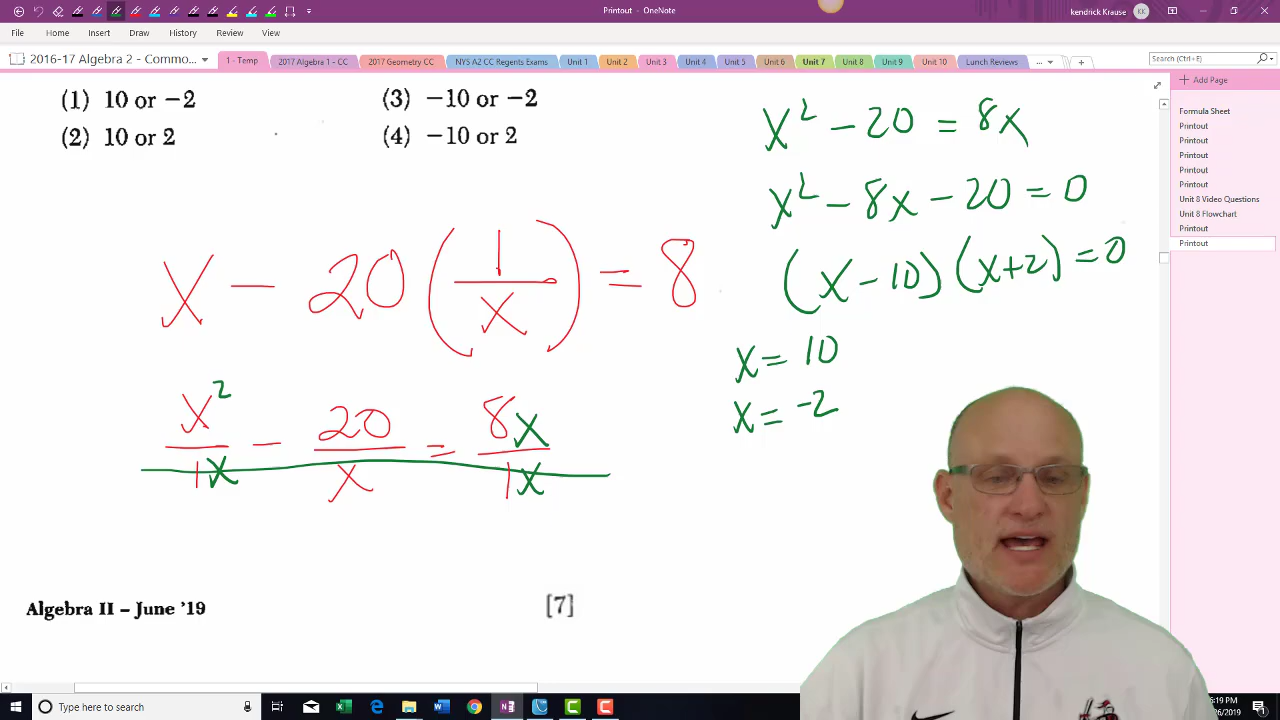 Printout - OneNote
kendrick Krause KK
File Home Insert Draw History Review View
2016-17 Algebra 2 - Commo... 1 - Temp 2017 Algebra 1 - CC 2017 Geometry CC NYS A2 CC Regents Exams Unit 1 Unit 2 Unit 3 Unit 4 Unit 5 Unit 6 Unit 7 Unit 8 Unit 9 Unit 10 Lunch Reviews ... Search (Ctrl+E)
Add Page
Formula Sheet
Printout
Printout
Printout
Printout
Printout
Unit 8 Video Questions
Unit 8 Flowchart
Printout
Printout
(1) 10 or −2 (3) −10 or −2
(2) 10 or 2 (4) −10 or 2
x − 20 (1/x) = 8
x²/1x − 20/x = 8x/1x
x² − 20 = 8x
x² − 8x − 20 = 0
(x − 10) (x+2) = 0
x = 10
x = -2
Algebra II – June ’19 [7]
Type here to search